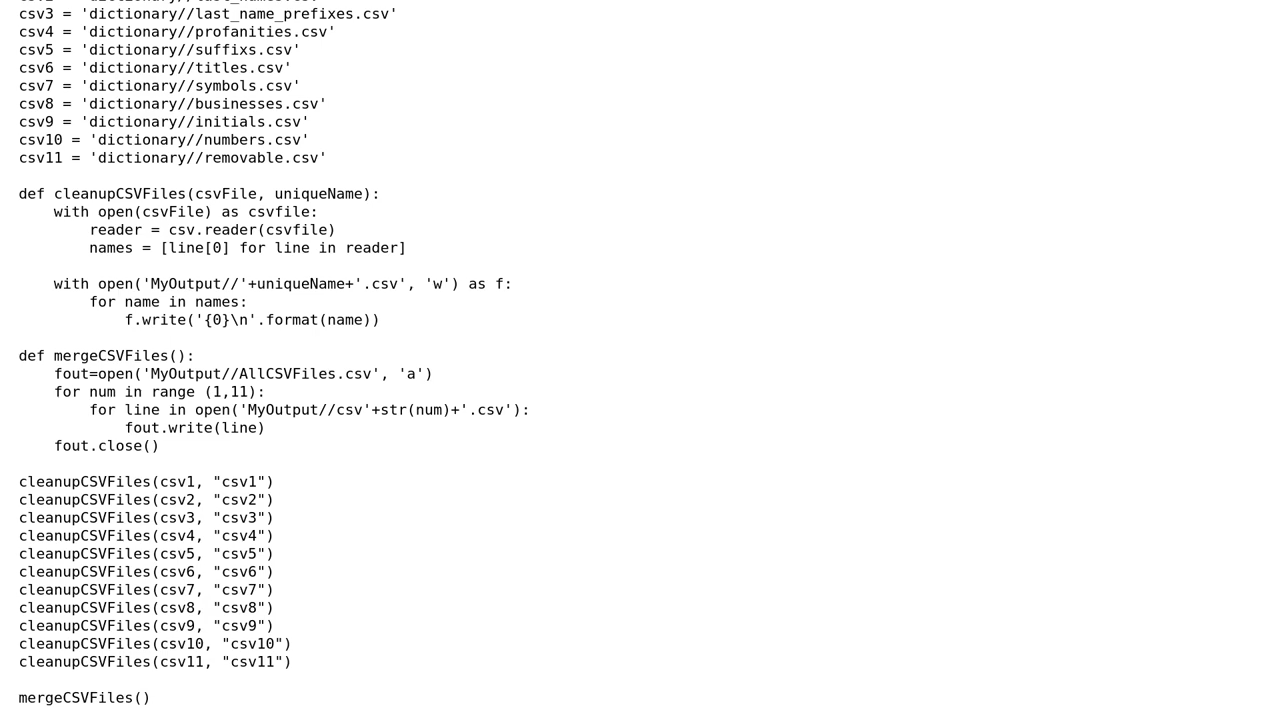 csv3 = 'dictionary//last_name_prefixes.csv'
csv4 = 'dictionary//profanities.csv'
csv5 = 'dictionary//suffixs.csv'
csv6 = 'dictionary//titles.csv'
csv7 = 'dictionary//symbols.csv'
csv8 = 'dictionary//businesses.csv'
csv9 = 'dictionary//initials.csv'
csv10 = 'dictionary//numbers.csv'
csv11 = 'dictionary//removable.csv'

def cleanupCSVFiles(csvFile, uniqueName):
    with open(csvFile) as csvfile:
        reader = csv.reader(csvfile)
        names = [line[0] for line in reader]

    with open('MyOutput//'+uniqueName+'.csv', 'w') as f:
        for name in names:
            f.write('{0}\n'.format(name))

def mergeCSVFiles():
    fout=open('MyOutput//AllCSVFiles.csv', 'a')
    for num in range (1,11):
        for line in open('MyOutput//csv'+str(num)+'.csv'):
            fout.write(line)
    fout.close()

cleanupCSVFiles(csv1, "csv1")
cleanupCSVFiles(csv2, "csv2")
cleanupCSVFiles(csv3, "csv3")
cleanupCSVFiles(csv4, "csv4")
cleanupCSVFiles(csv5, "csv5")
cleanupCSVFiles(csv6, "csv6")
cleanupCSVFiles(csv7, "csv7")
cleanupCSVFiles(csv8, "csv8")
cleanupCSVFiles(csv9, "csv9")
cleanupCSVFiles(csv10, "csv10")
cleanupCSVFiles(csv11, "csv11")

mergeCSVFiles()